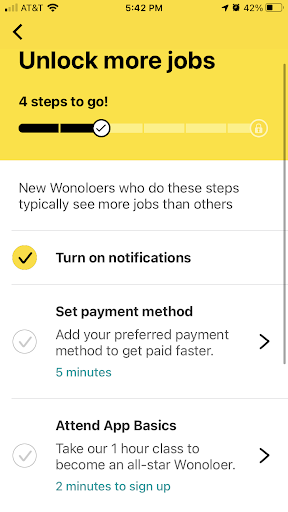 AT&T 5:42 PM 42%
Unlock more jobs
4 steps to go!
New Wonoloers who do these steps
typically see more jobs than others
Turn on notifications
Set payment method
Add your preferred payment
method to get paid faster.
5 minutes
Attend App Basics
Take our 1 hour class to
become an all-star Wonoloer.
2 minutes to sign up